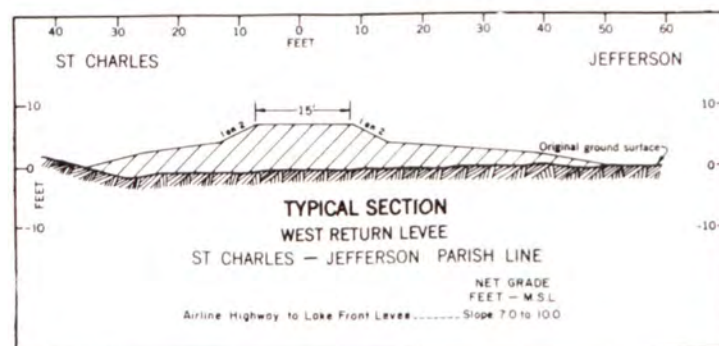 40 30 20 10 0 10 20 30 40 50 60
FEET
ST CHARLES
JEFFERSON
10
15'
10
1 on 2
1 on 2
Original ground surface
0
0
FEET
TYPICAL SECTION
10
WEST RETURN LEVEE
10
ST CHARLES — JEFFERSON PARISH LINE
NET GRADE
FEET — M.S.L
Airline Highway to Lake Front Levee ------ Slope 7.0 to 10.0